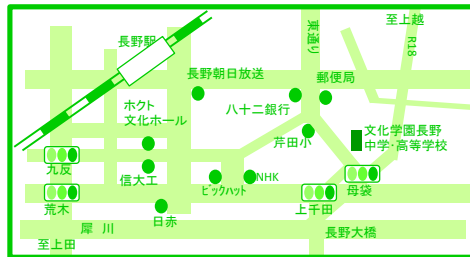 至上越
東通り
R18
長野駅
長野朝日放送
郵便局
八十二銀行
ホクト
文化ホール
芹田小
文化学園長野
中学・高等学校
九反
信大工
ビックハット
NHK
母袋
荒木
上千田
日赤
犀 川
長野大橋
至上田